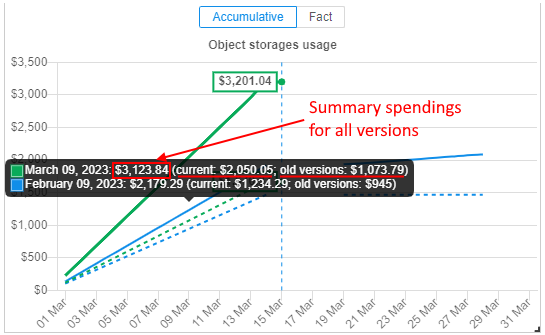 Accumulative Fact
Object storages usage
$3,500
$3,000
$2,500
$2,000
$1,500
$1,000
$500
$0
$3,201.04
Summary spendings
for all versions
March 09, 2023: $3,123.84 (current: $2,050.05; old versions: $1,073.79)
February 09, 2023: $2,179.29 (current: $1,234.29; old versions: $945)
01 Mar
03 Mar
05 Mar
07 Mar
09 Mar
11 Mar
13 Mar
15 Mar
17 Mar
19 Mar
21 Mar
23 Mar
25 Mar
27 Mar
29 Mar
31 Mar